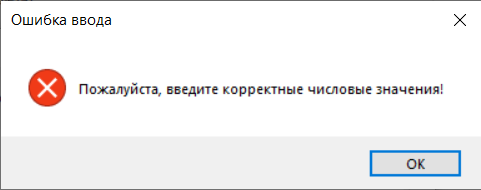 Ошибка ввода
Пожалуйста, введите корректные числовые значения!
OK